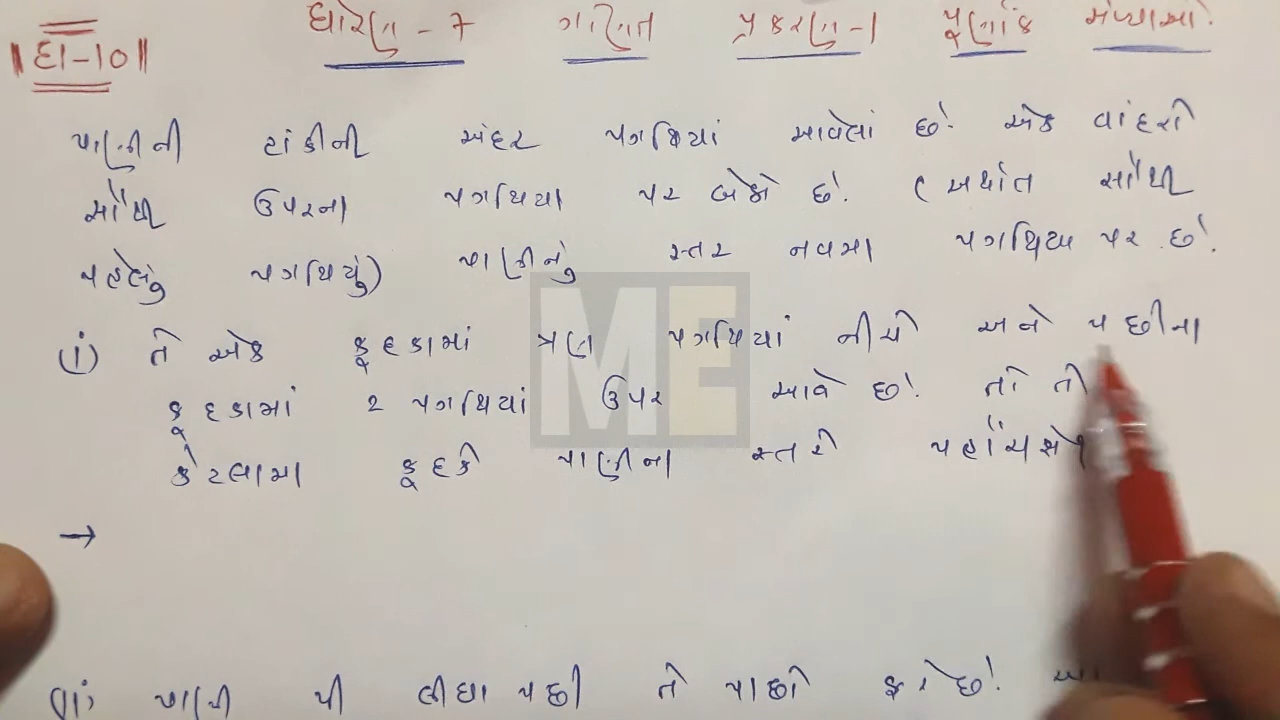 ધોરણ - 7 ગણિત પ્રકરણ-1 પૂર્ણાંક સંખ્યાઓ.
|| દા-10 ||
પાણીની ટાંકીની અંદર પગથિયાં આવેલાં છે. એક વાંદરો
સૌથી ઉપરના પગથિયા પર બેઠો છે. (અર્થાત સૌથી
પહેલું પગથિયું) પાણીનું સ્તર નવમા પગથિયા પર છે.
(i) તે એક કૂદકામાં ત્રણ પગથિયાં નીચે અને પછીના
કૂદકામાં 2 પગથિયાં ઉપર આવે છે. તો તે
કેટલામા કૂદકે પાણીના સ્તરે પહોંચશે
→
(ii) પાણી પી લીધા પછી તે પાછો ફરે છે.
ME